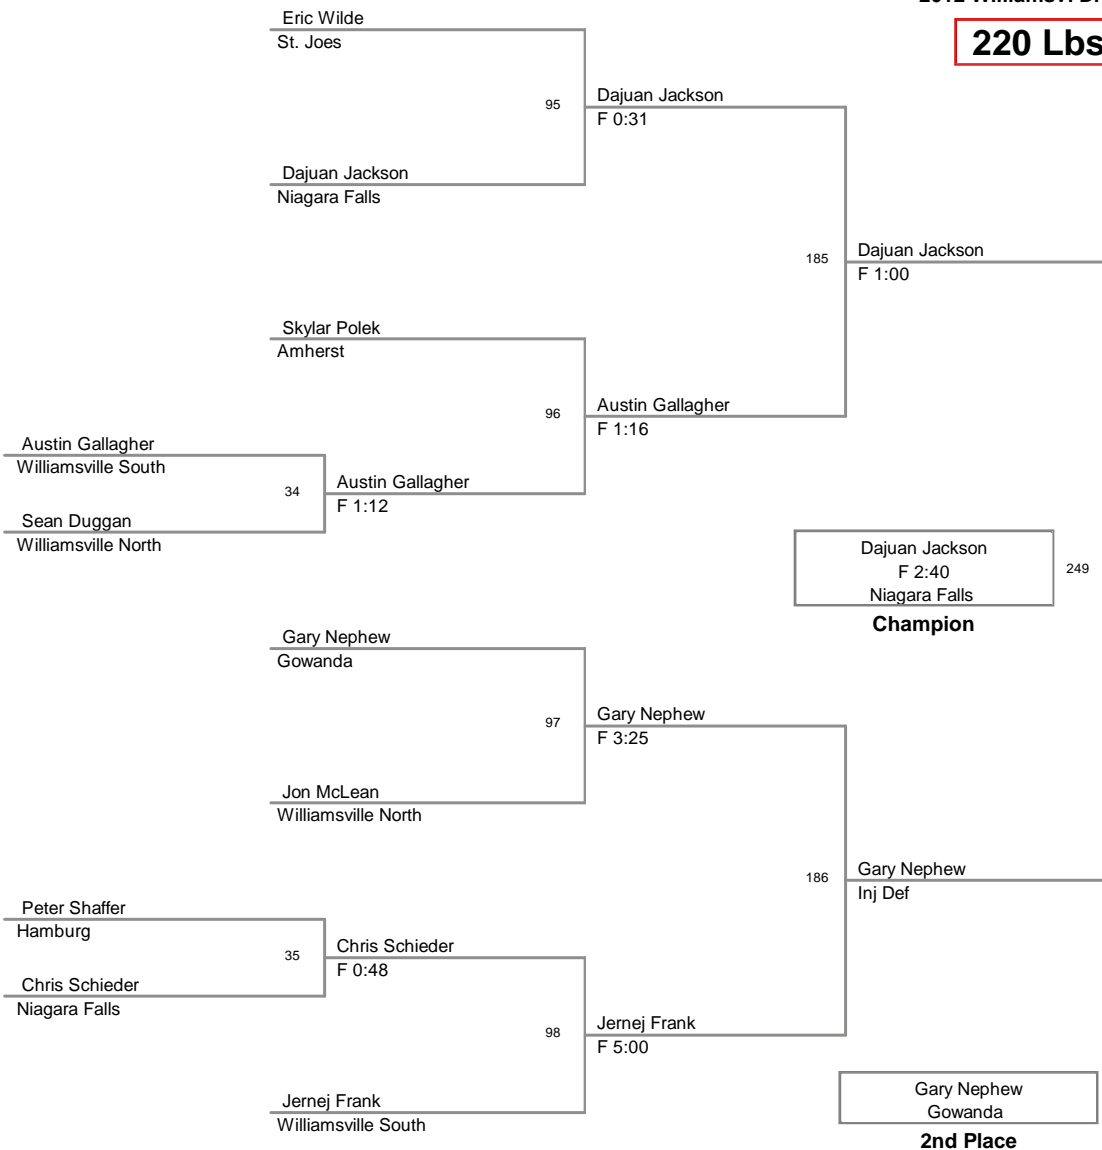 220 Lbs
Eric Wilde
St. Joes
95
Dajuan Jackson
F 0:31
Dajuan Jackson
Niagara Falls
185
Dajuan Jackson
F 1:00
Skylar Polek
Amherst
96
Austin Gallagher
F 1:16
Austin Gallagher
Williamsville South
34
Austin Gallagher
F 1:12
Sean Duggan
Williamsville North
Dajuan Jackson
F 2:40
Niagara Falls
249
Champion
Gary Nephew
Gowanda
97
Gary Nephew
F 3:25
Jon McLean
Williamsville North
186
Gary Nephew
Inj Def
Peter Shaffer
Hamburg
35
Chris Schieder
F 0:48
Chris Schieder
Niagara Falls
98
Jernej Frank
F 5:00
Jernej Frank
Williamsville South
Gary Nephew
Gowanda
2nd Place